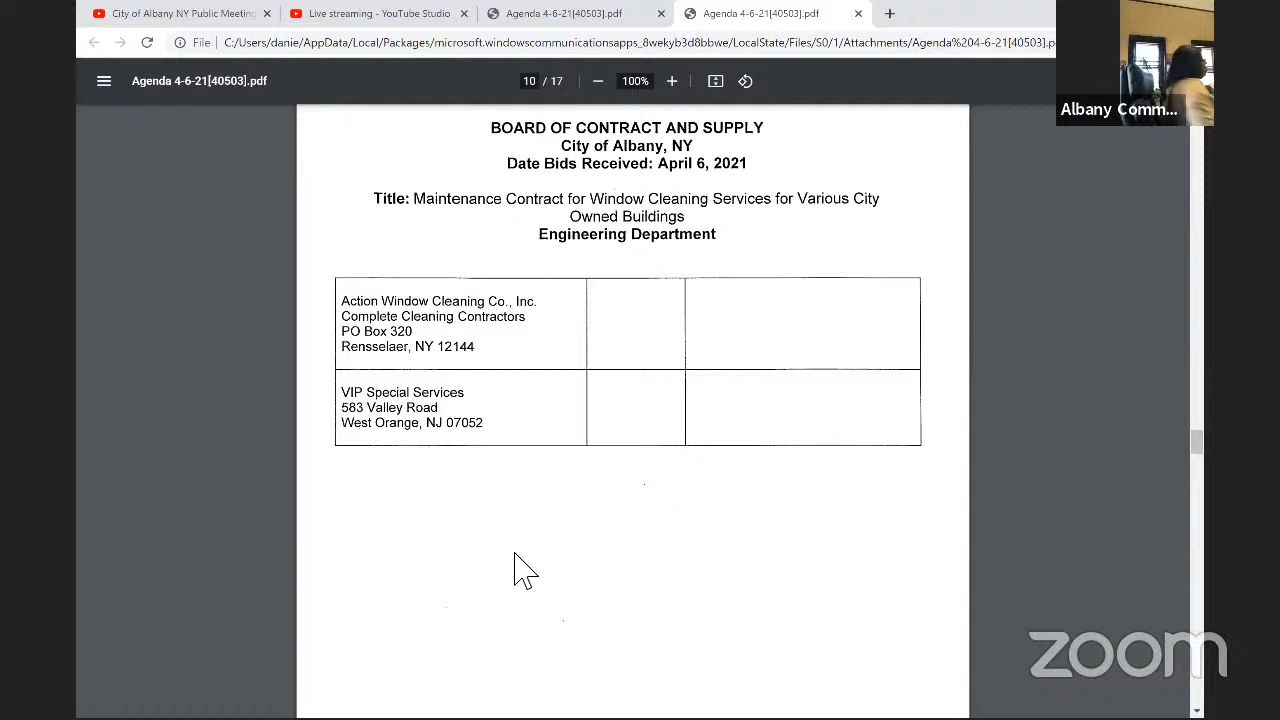 City of Albany NY Public Meeting
Live streaming - YouTube Studio
Agenda 4-6-21[40503].pdf
Agenda 4-6-21[40503].pdf
File
C:/Users/danie/AppData/Local/Packages/microsoft.windowscommunicationsapps_8wekyb3d8bbwe/LocalState/Files/S0/1/Attachments/Agenda%204-6-21[40503].p
Albany Comm...
Agenda 4-6-21[40503].pdf
10 / 17
100%
BOARD OF CONTRACT AND SUPPLY
City of Albany, NY
Date Bids Received: April 6, 2021
Title: Maintenance Contract for Window Cleaning Services for Various City
Owned Buildings
Engineering Department
Action Window Cleaning Co., Inc.
Complete Cleaning Contractors
PO Box 320
Rensselaer, NY 12144
VIP Special Services
583 Valley Road
West Orange, NJ 07052
zoom